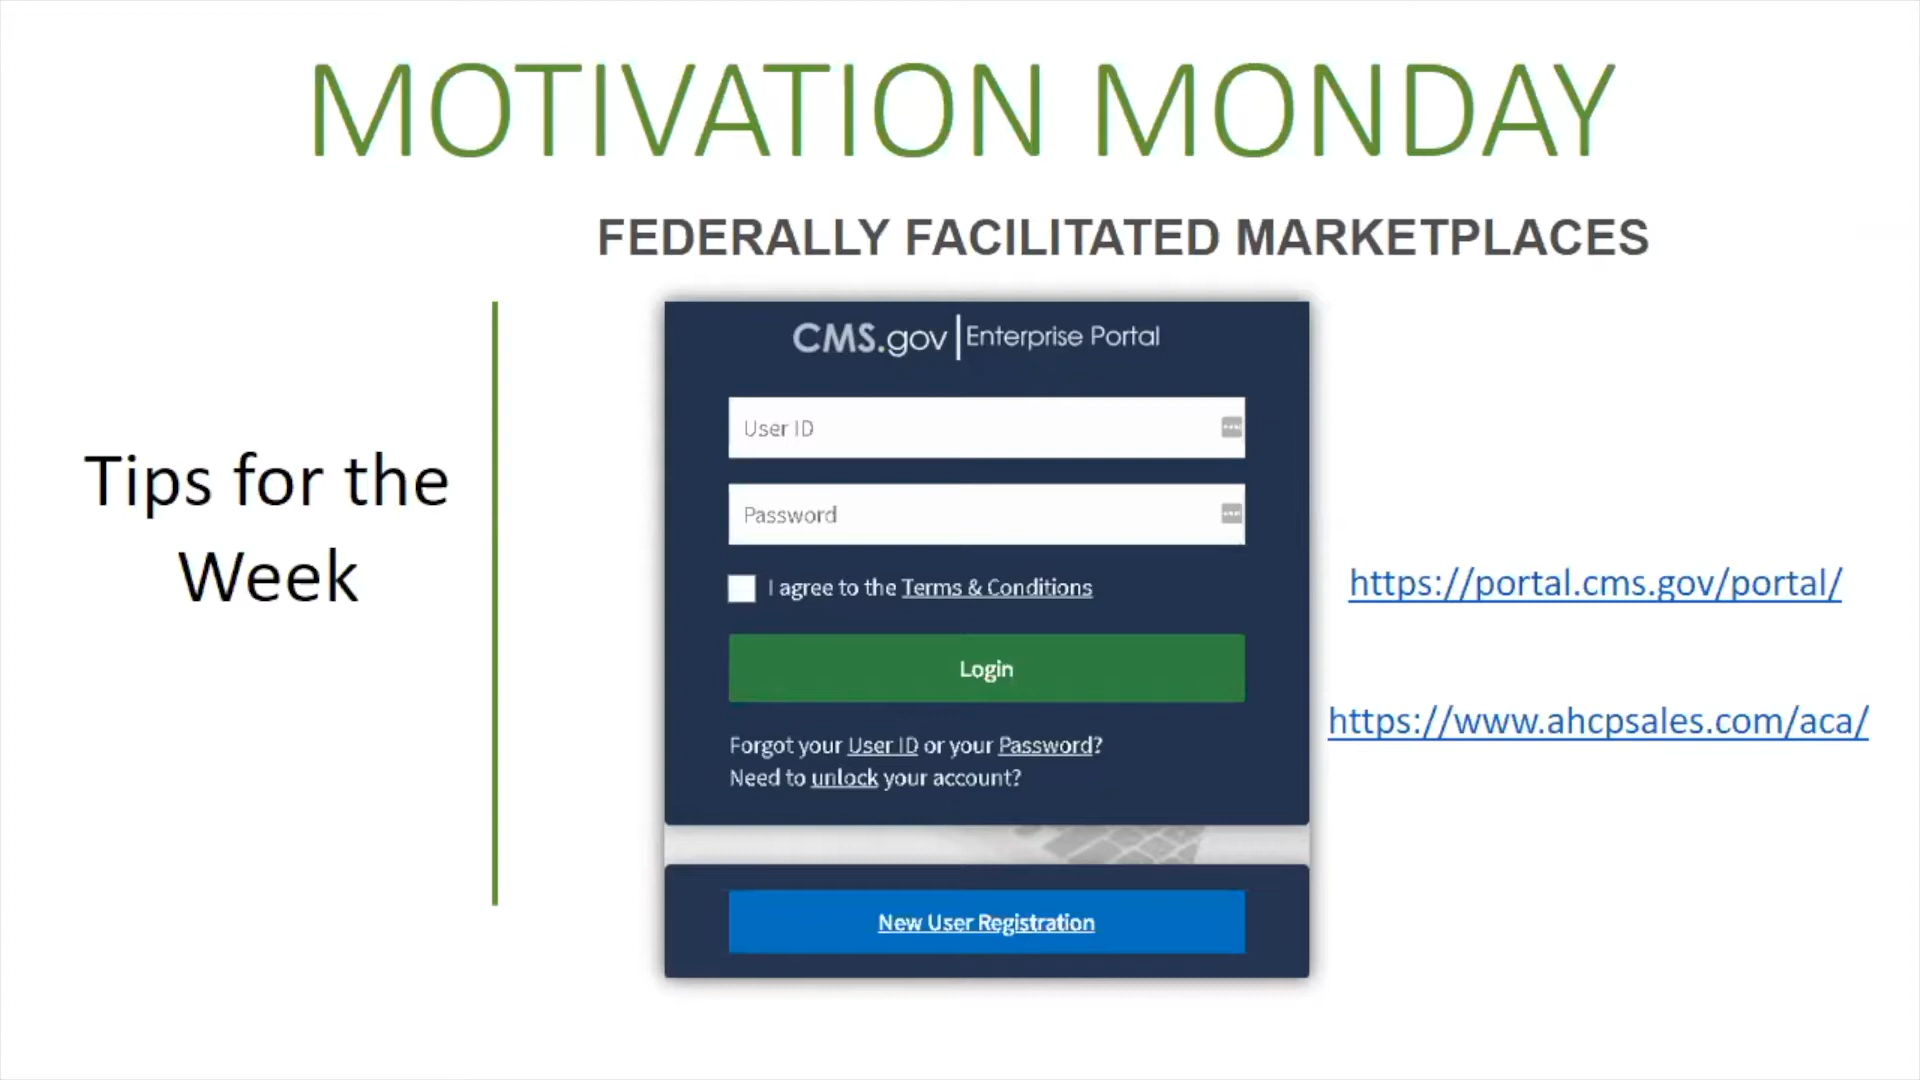 MOTIVATION MONDAY
FEDERALLY FACILITATED MARKETPLACES
Tips for the
Week
CMS.gov | Enterprise Portal
User ID
Password
I agree to the Terms & Conditions
Login
Forgot your User ID or your Password?
Need to unlock your account?
New User Registration
https://portal.cms.gov/portal/
https://www.ahcpsales.com/aca/